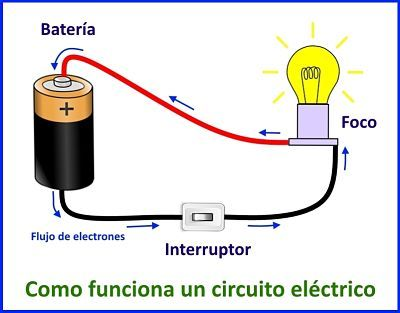 Batería
+
Foco
Flujo de electrones
Interruptor
Como funciona un circuito eléctrico